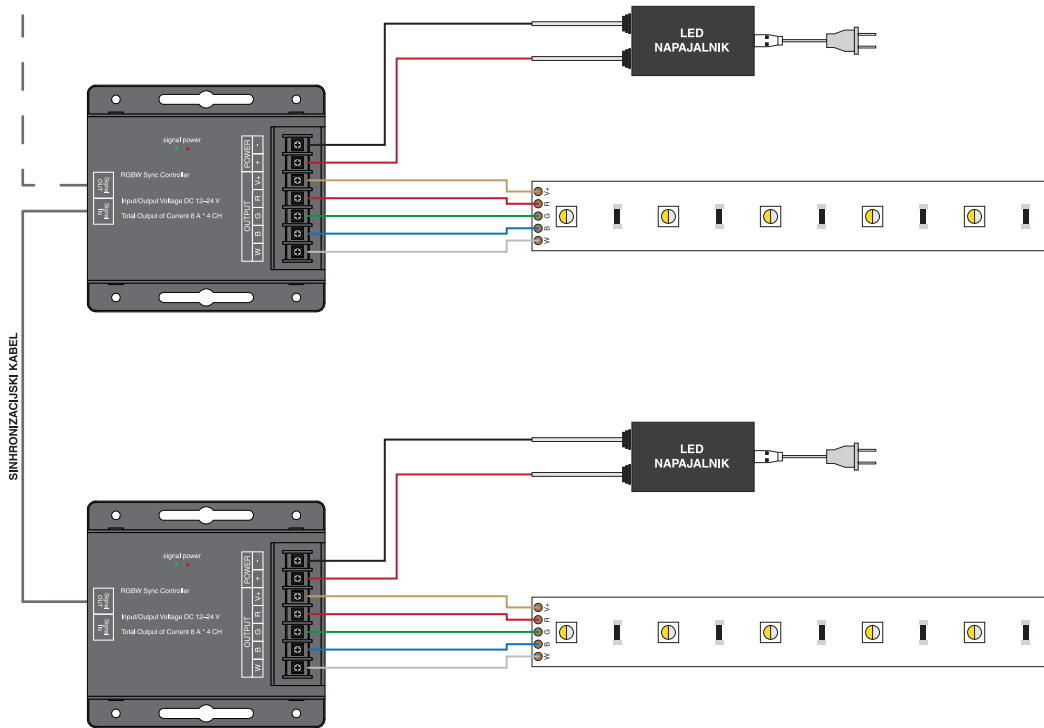 LED
NAPAJALNIK
signal power
RGBW Sync Controller
Input/Output Voltage DC 12–24 V
Total Output of Current 8 A * 4 CH
Signal
OUT
Signal
IN
POWER
-
+
OUTPUT
V+
R
G
B
W
V+
R
G
B
W
SINHRONIZACIJSKI KABEL
LED
NAPAJALNIK
signal power
RGBW Sync Controller
Input/Output Voltage DC 12–24 V
Total Output of Current 8 A * 4 CH
Signal
OUT
Signal
IN
POWER
-
+
OUTPUT
V+
R
G
B
W
V+
R
G
B
W